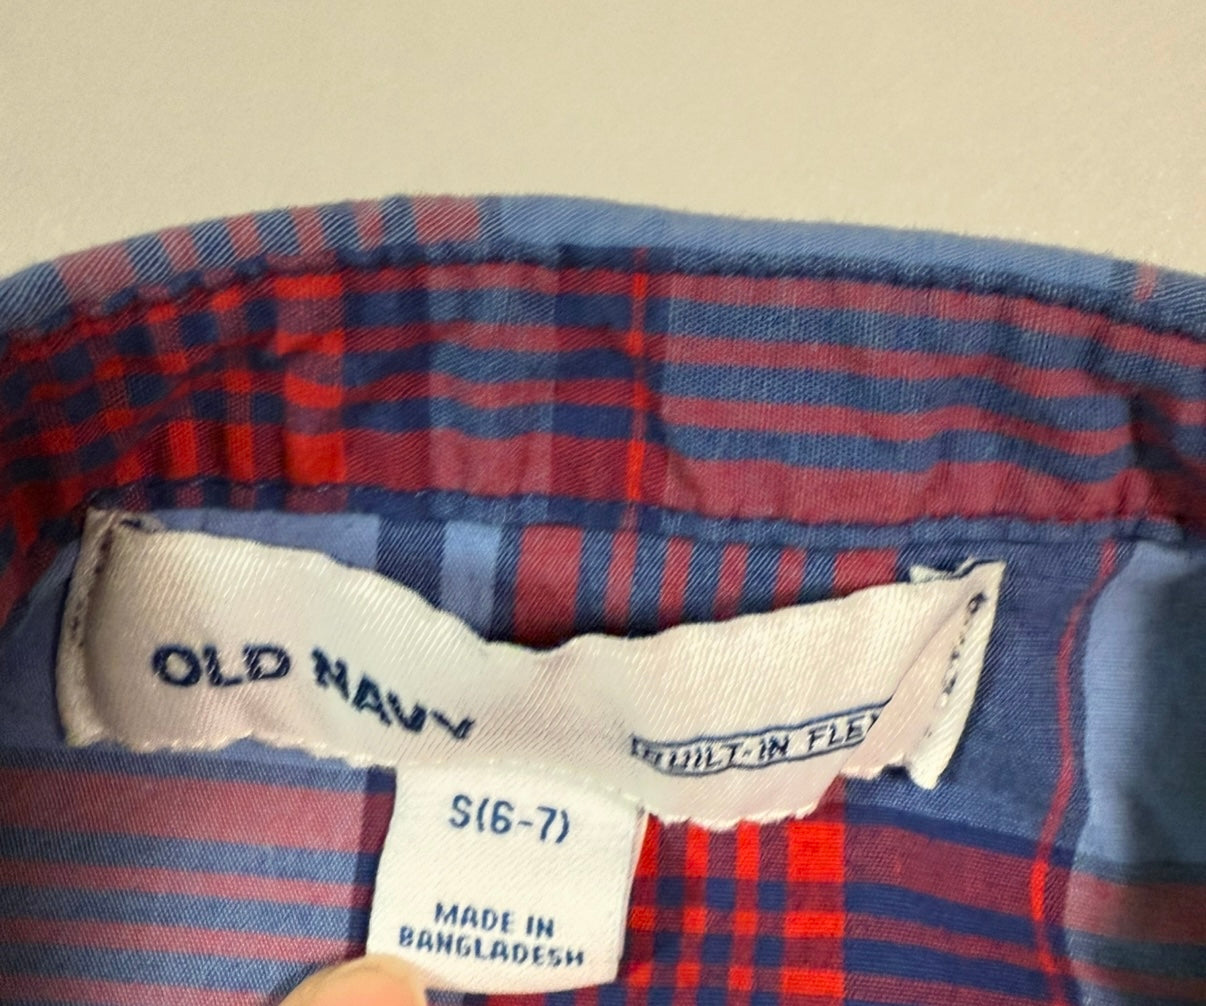 OLD NAVY
BUILT-IN FLEX
S(6-7)
MADE IN
BANGLADESH